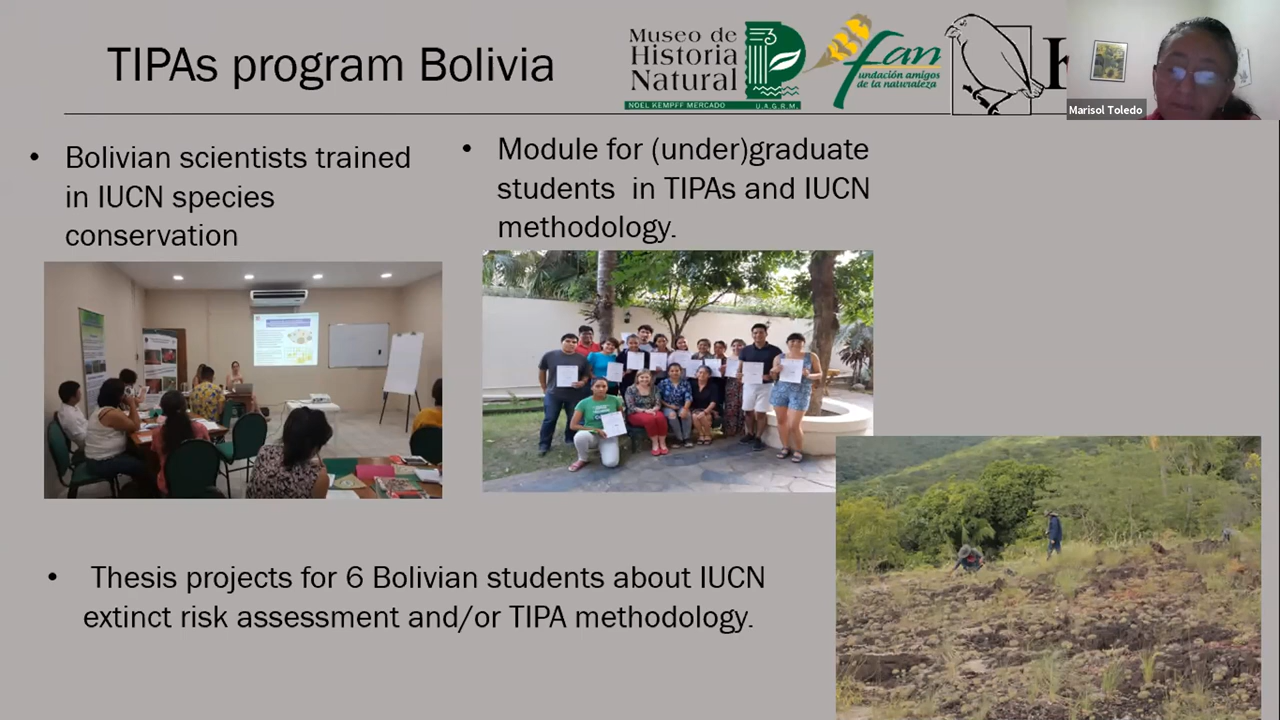 TIPAs program Bolivia
Museo de
Historia
Natural
NOEL KEMPFF MERCADO U.A.G.R.M.
fan
fundación amigos
de la naturaleza
Marisol Toledo
• Bolivian scientists trained
in IUCN species
conservation
• Module for (under)graduate
students in TIPAs and IUCN
methodology.
• Thesis projects for 6 Bolivian students about IUCN
extinct risk assessment and/or TIPA methodology.